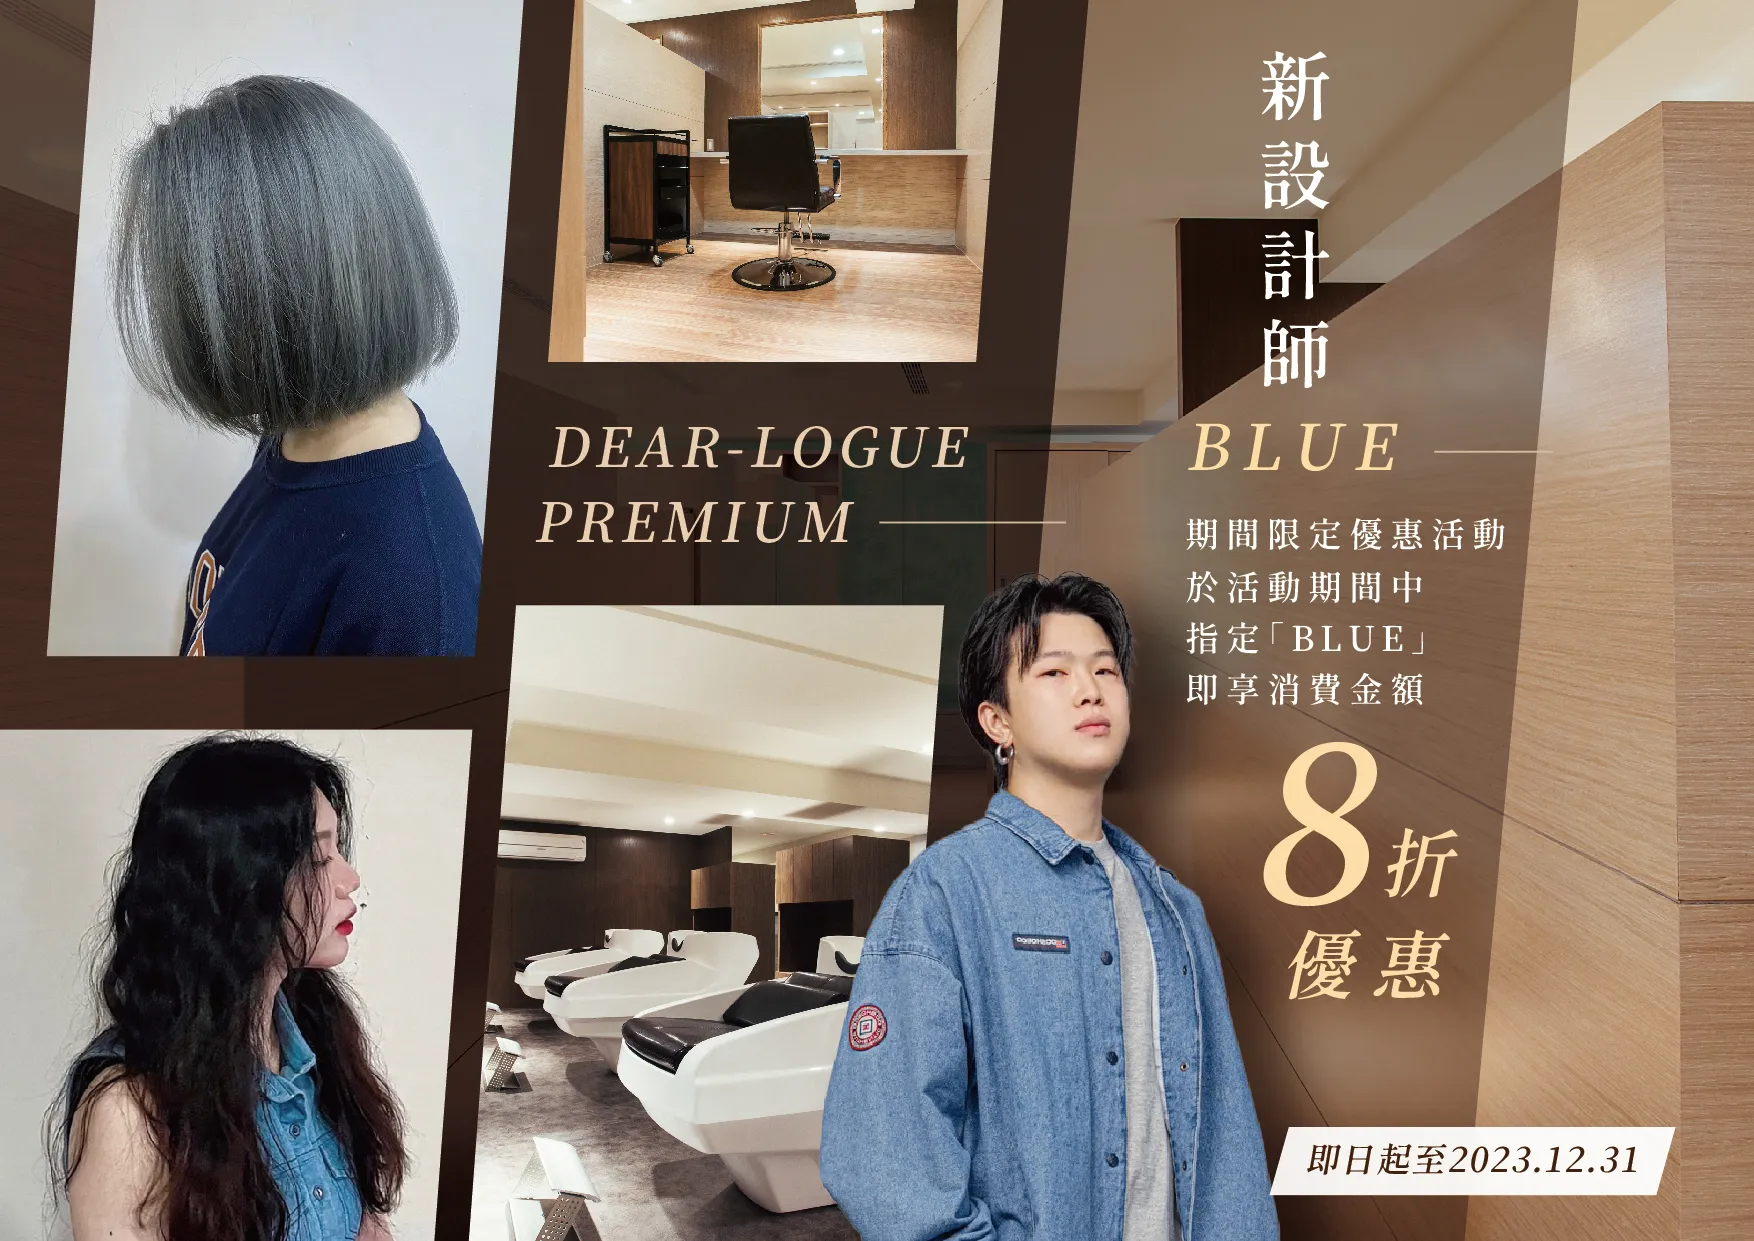 DEAR-LOGUE
PREMIUM
新設計師
BLUE
期間限定優惠活動
於活動期間中
指定「BLUE」
即享消費金額
8折
優惠
即日起至2023.12.31